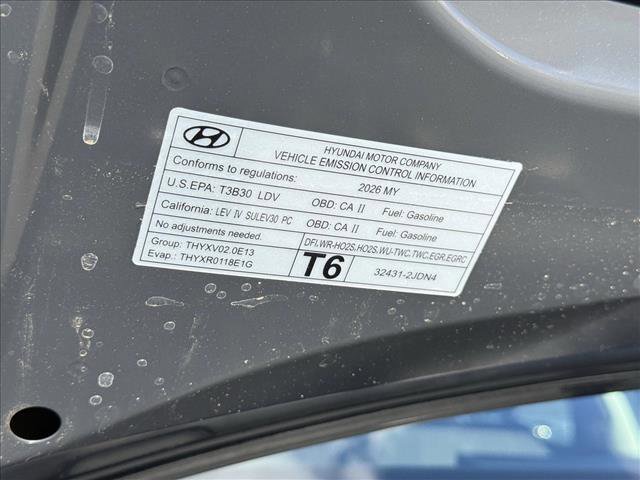 HYUNDAI MOTOR COMPANY
VEHICLE EMISSION CONTROL INFORMATION
Conforms to regulations: 2026 MY
U.S.EPA: T3B30 LDV OBD: CA II Fuel: Gasoline
California: LEV IV SULEV30 PC OBD: CA II Fuel: Gasoline
No adjustments needed. DFI.WR-HO2S.HO2S.WU-TWC.TWC.EGR.EGRC
Group: THYXV02.0E13
Evap.: THYXR0118E1G T6 32431-2JDN4